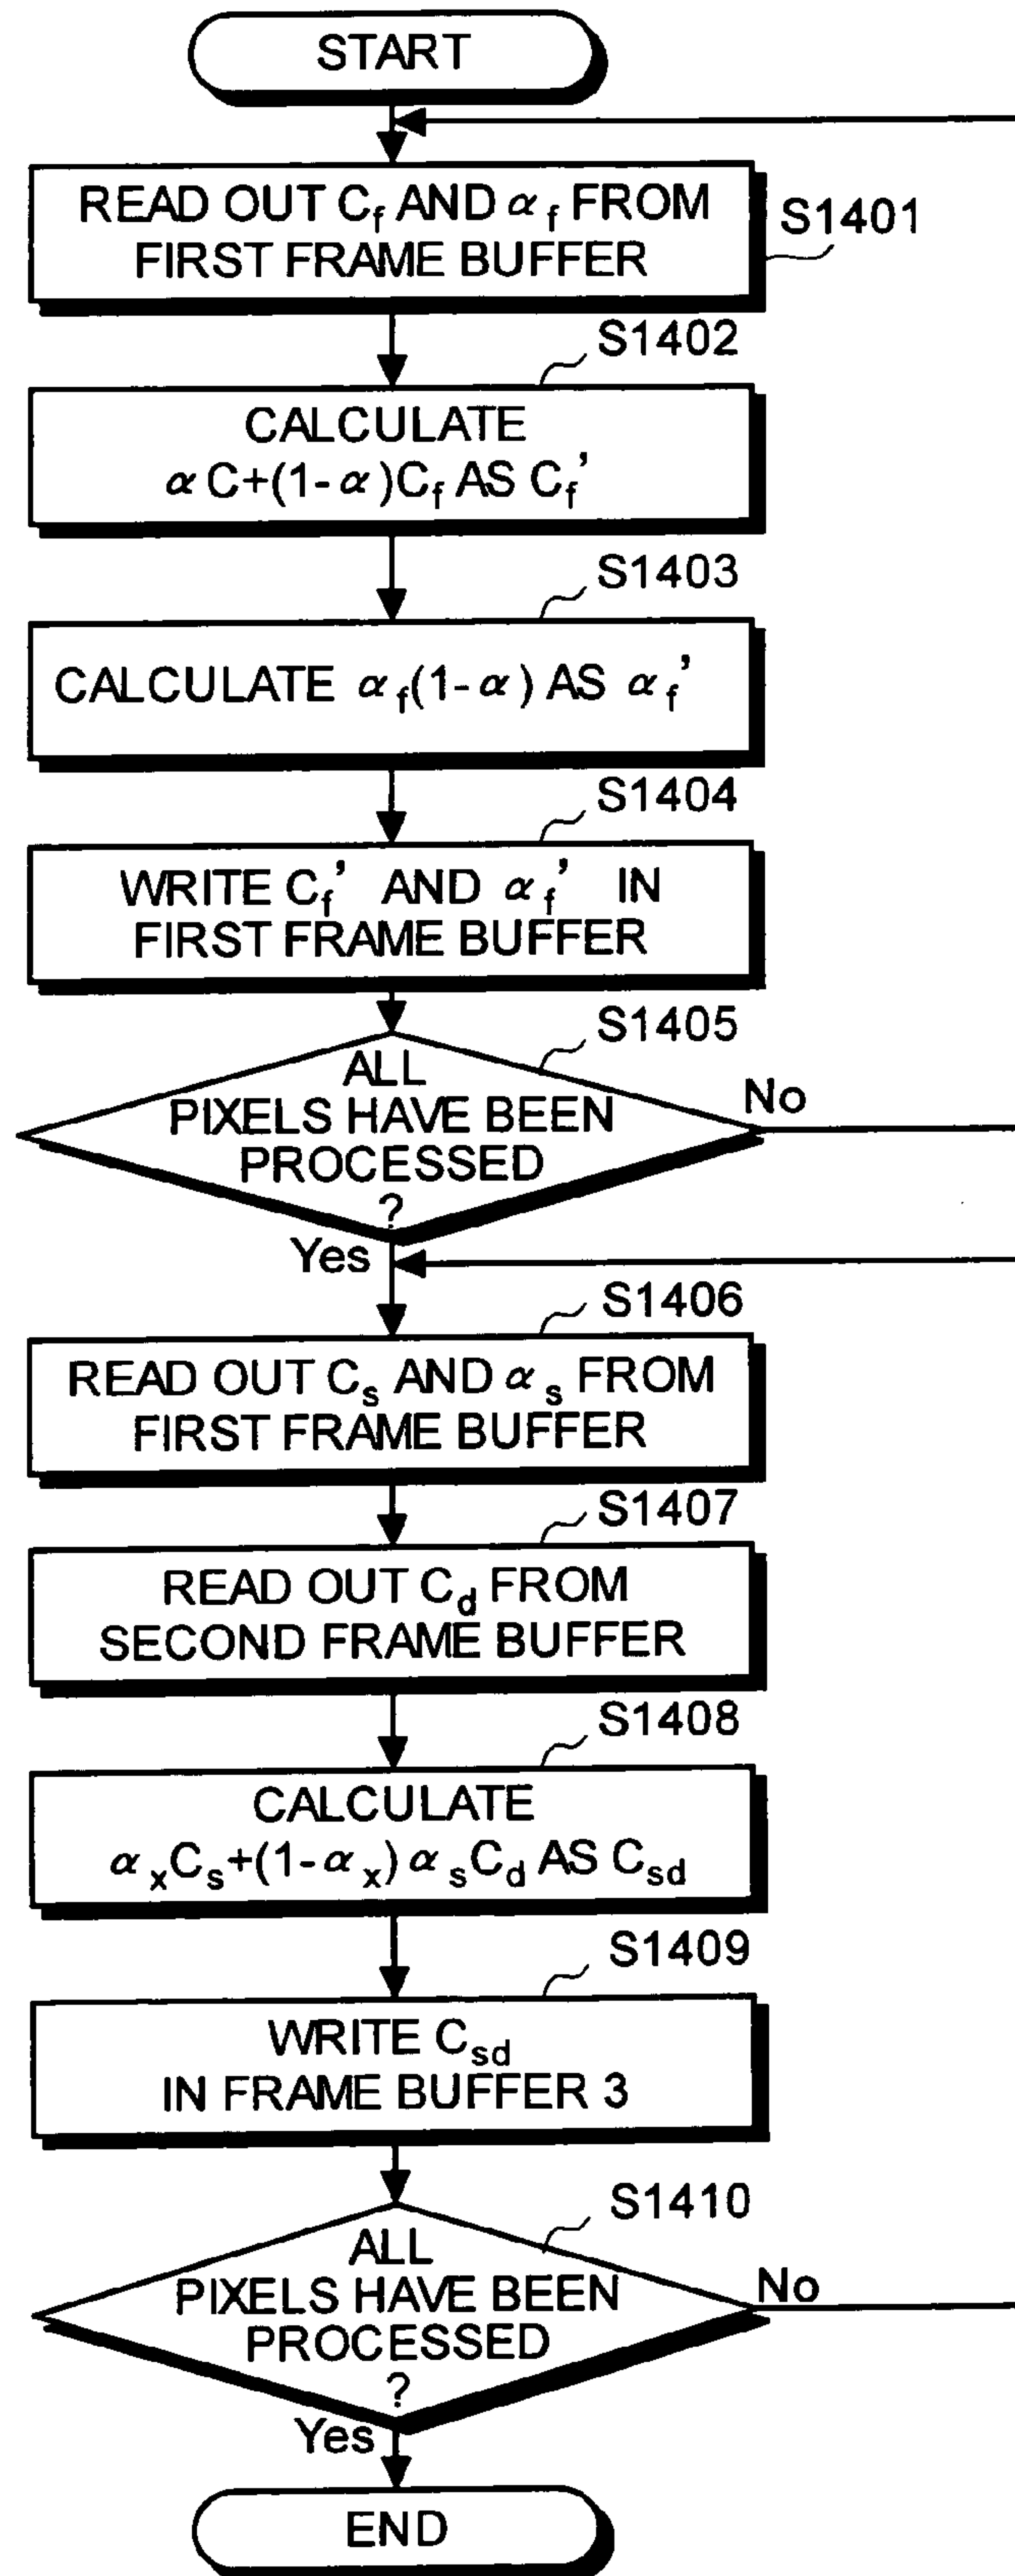 START
READ OUT Cf AND αf FROM
FIRST FRAME BUFFER
S1401
S1402
CALCULATE
αC+(1-α)Cf AS Cf'
S1403
CALCULATE αf(1-α) AS αf'
S1404
WRITE Cf' AND αf' IN
FIRST FRAME BUFFER
S1405
ALL
PIXELS HAVE BEEN
PROCESSED
?
No
Yes
S1406
READ OUT Cs AND αs FROM
FIRST FRAME BUFFER
S1407
READ OUT Cd FROM
SECOND FRAME BUFFER
S1408
CALCULATE
αxCs+(1-αx)αsCd AS Csd
S1409
WRITE Csd
IN FRAME BUFFER 3
S1410
ALL
PIXELS HAVE BEEN
PROCESSED
?
No
Yes
END